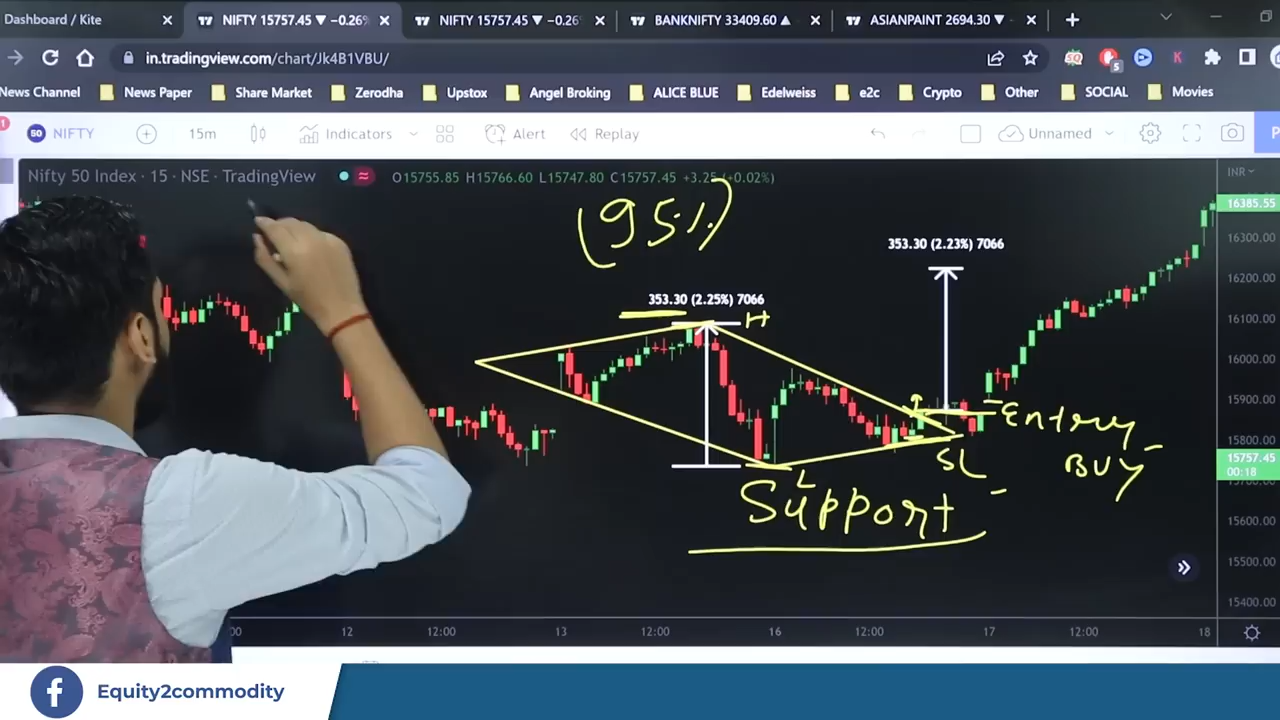 Dashboard / Kite
NIFTY 15757.45 ▼ -0.26%
NIFTY 15757.45 ▼ -0.26
BANKNIFTY 33409.60 ▲
ASIANPAINT 2694.30 ▼
in.tradingview.com/chart/Jk4B1VBU/
News Channel News Paper Share Market Zerodha Upstox Angel Broking ALICE BLUE Edelweiss e2c Crypto Other SOCIAL Movies
NIFTY 15m Indicators Alert Replay Unnamed
Nifty 50 Index · 15 · NSE · TradingView O15755.85 H15766.60 L15747.80 C15757.45 +3.25 (+0.02%)
INR
(95%)
16385.55
16300.00
353.30 (2.23%) 7066
16200.00
353.30 (2.25%) 7066
H
16100.00
16000.00
15900.00
Entry
BUY
15800.00
SL
15757.45
00:18
L
Support
15600.00
15500.00
15400.00
12 12:00 13 12:00 16 12:00 17 12:00 18
Equity2commodity